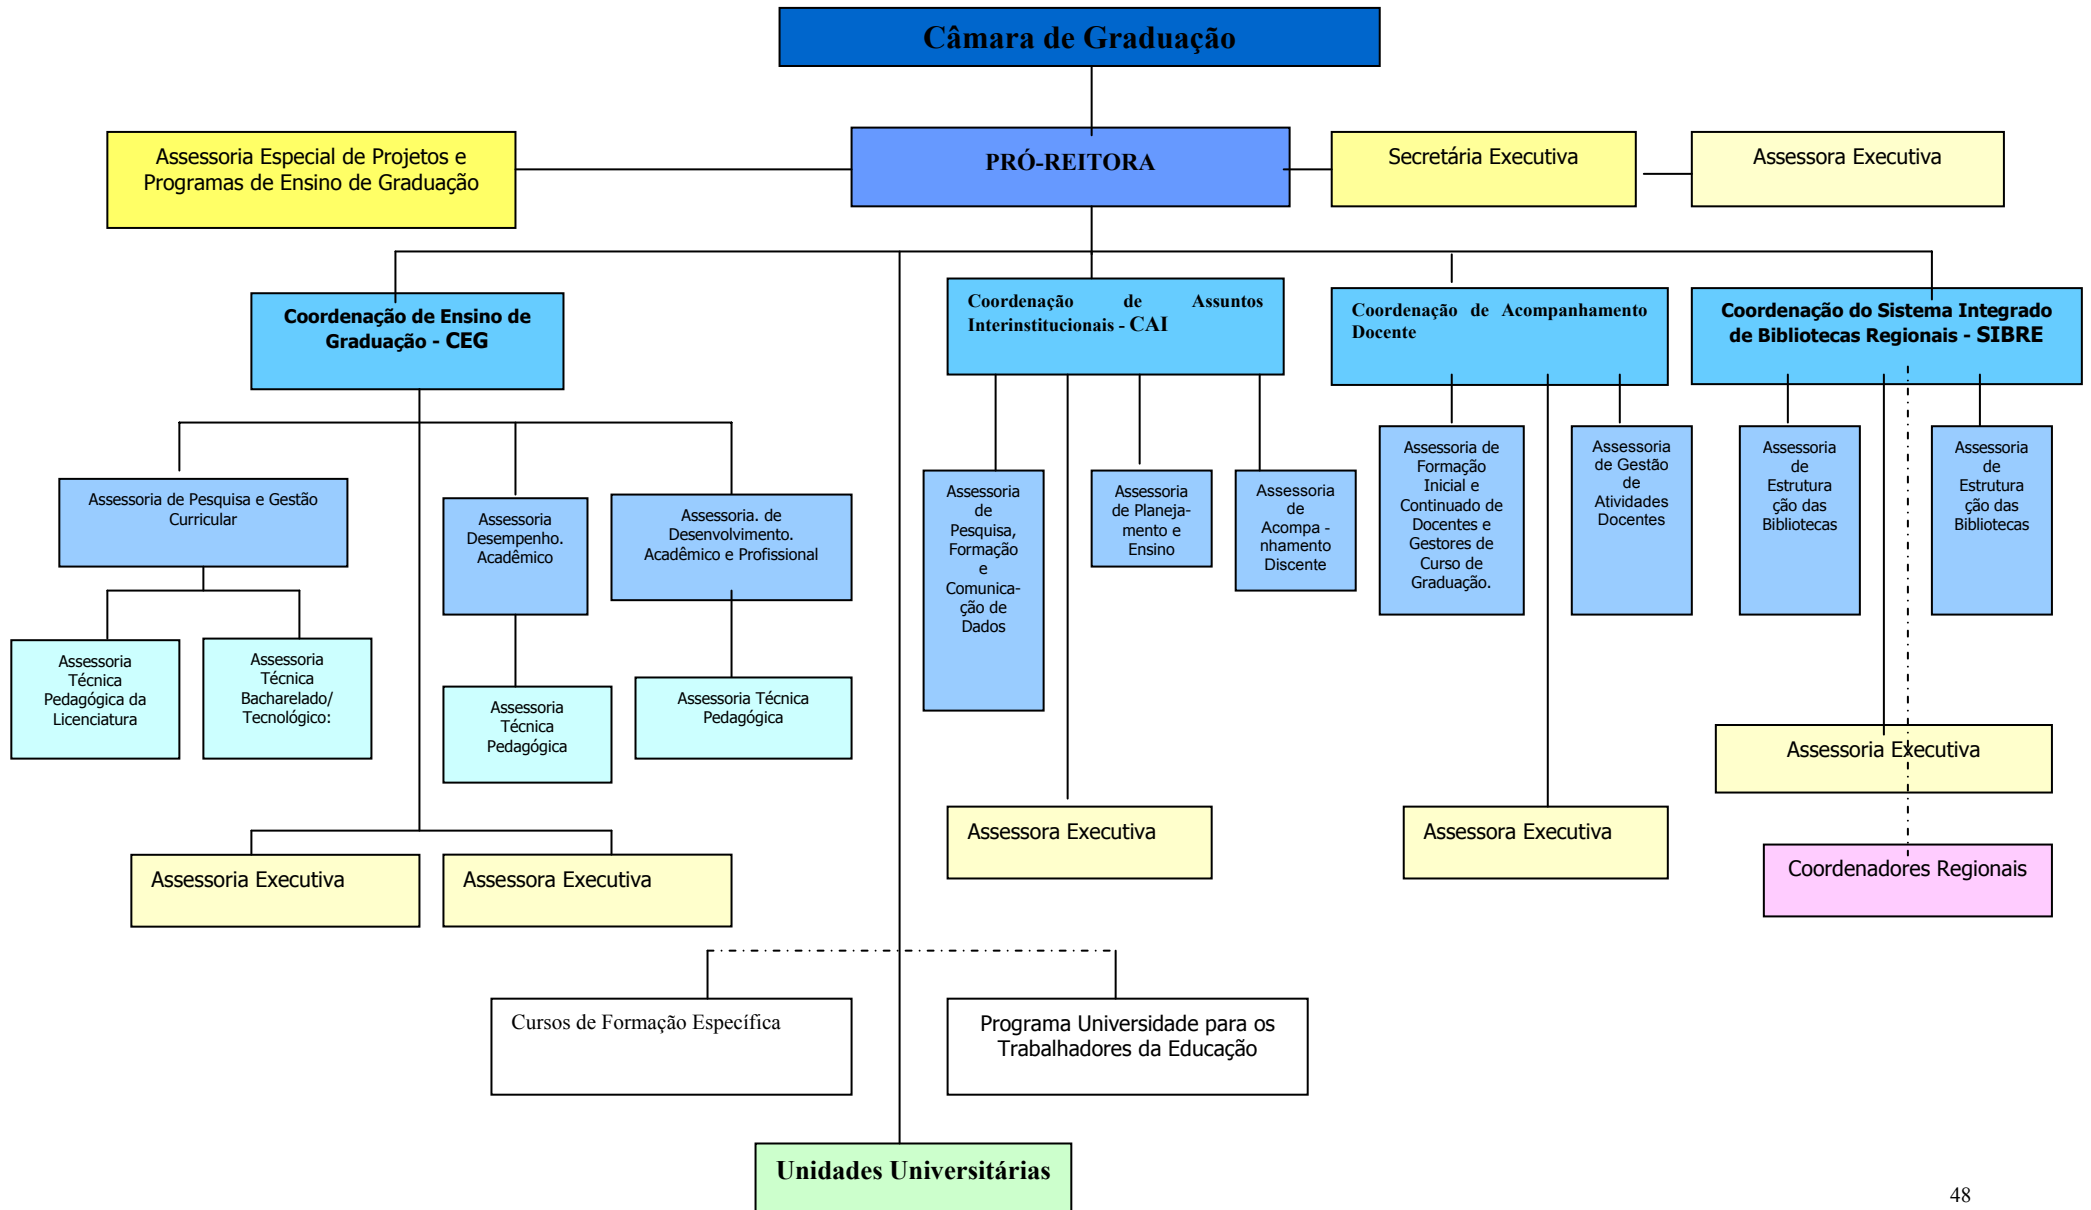 Câmara de Graduação
Assessoria Especial de Projetos e
Programas de Ensino de Graduação
PRÓ-REITORA
Secretária Executiva
Assessora Executiva
Coordenação de Ensino de
Graduação - CEG
Coordenação de Assuntos
Interinstitucionais - CAI
Coordenação de Acompanhamento
Docente
Coordenação do Sistema Integrado
de Bibliotecas Regionais - SIBRE
Assessoria de Pesquisa e Gestão
Curricular
Assessoria
Desempenho.
Acadêmico
Assessoria. de
Desenvolvimento.
Acadêmico e Profissional
Assessoria
de
Pesquisa,
Formação
e
Comunica-
ção de
Dados
Assessoria
de Planeja-
mento e
Ensino
Assessoria
de
Acompa -
nhamento
Discente
Assessoria de
Formação
Inicial e
Continuado de
Docentes e
Gestores de
Curso de
Graduação.
Assessoria
de Gestão
de
Atividades
Docentes
Assessoria
de
Estrutura
ção das
Bibliotecas
Assessoria
de
Estrutura
ção das
Bibliotecas
Assessoria
Técnica
Pedagógica da
Licenciatura
Assessoria
Técnica
Bacharelado/
Tecnológico:
Assessoria
Técnica
Pedagógica
Assessoria Técnica
Pedagógica
Assessoria Executiva
Assessora Executiva
Assessora Executiva
Assessora Executiva
Assessoria Executiva
Coordenadores Regionais
Cursos de Formação Específica
Programa Universidade para os
Trabalhadores da Educação
Unidades Universitárias
48